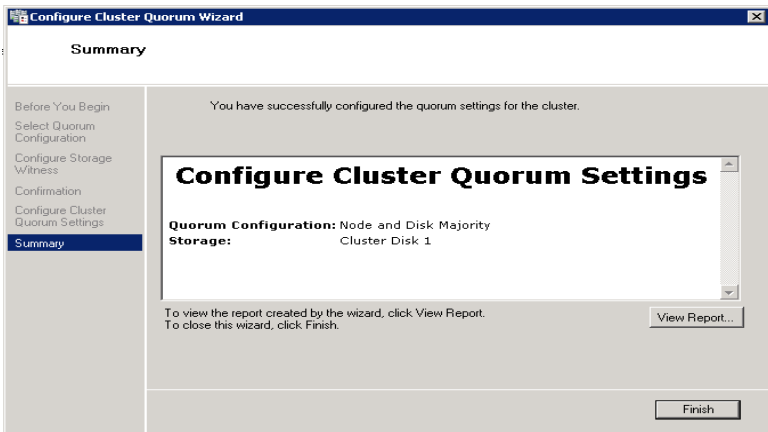 Configure Cluster Quorum Wizard
Summary
Before You Begin
Select Quorum
Configuration
Configure Storage
Witness
Confirmation
Configure Cluster
Quorum Settings
Summary
You have successfully configured the quorum settings for the cluster.
Configure Cluster Quorum Settings
Quorum Configuration: Node and Disk Majority
Storage: Cluster Disk 1
To view the report created by the wizard, click View Report.
To close this wizard, click Finish.
View Report...
Finish